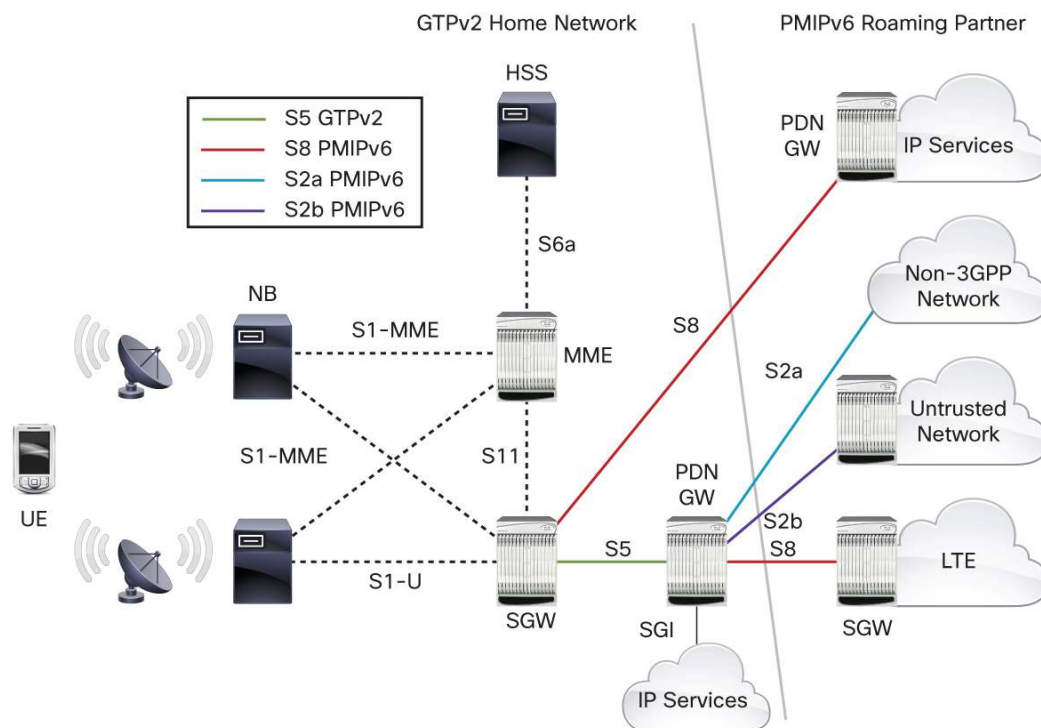 GTPv2 Home Network
PMIPv6 Roaming Partner
HSS
S5 GTPv2
S8 PMIPv6
S2a PMIPv6
S2b PMIPv6
PDN
GW
IP Services
S6a
Non-3GPP
Network
NB
S1-MME
MME
S8
S2a
Untrusted
Network
S1-MME
S11
PDN
GW
UE
S2b
S5
S8
LTE
S1-U
SGW
SGI
SGW
IP Services